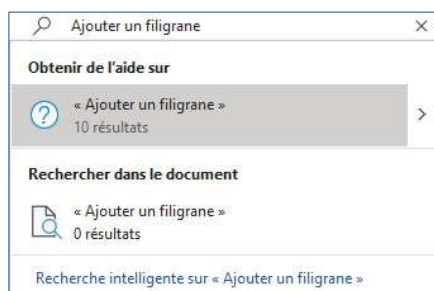 Ajouter un filigrane
Obtenir de l'aide sur
« Ajouter un filigrane »
10 résultats
Rechercher dans le document
« Ajouter un filigrane »
0 résultats
Recherche intelligente sur « Ajouter un filigrane »